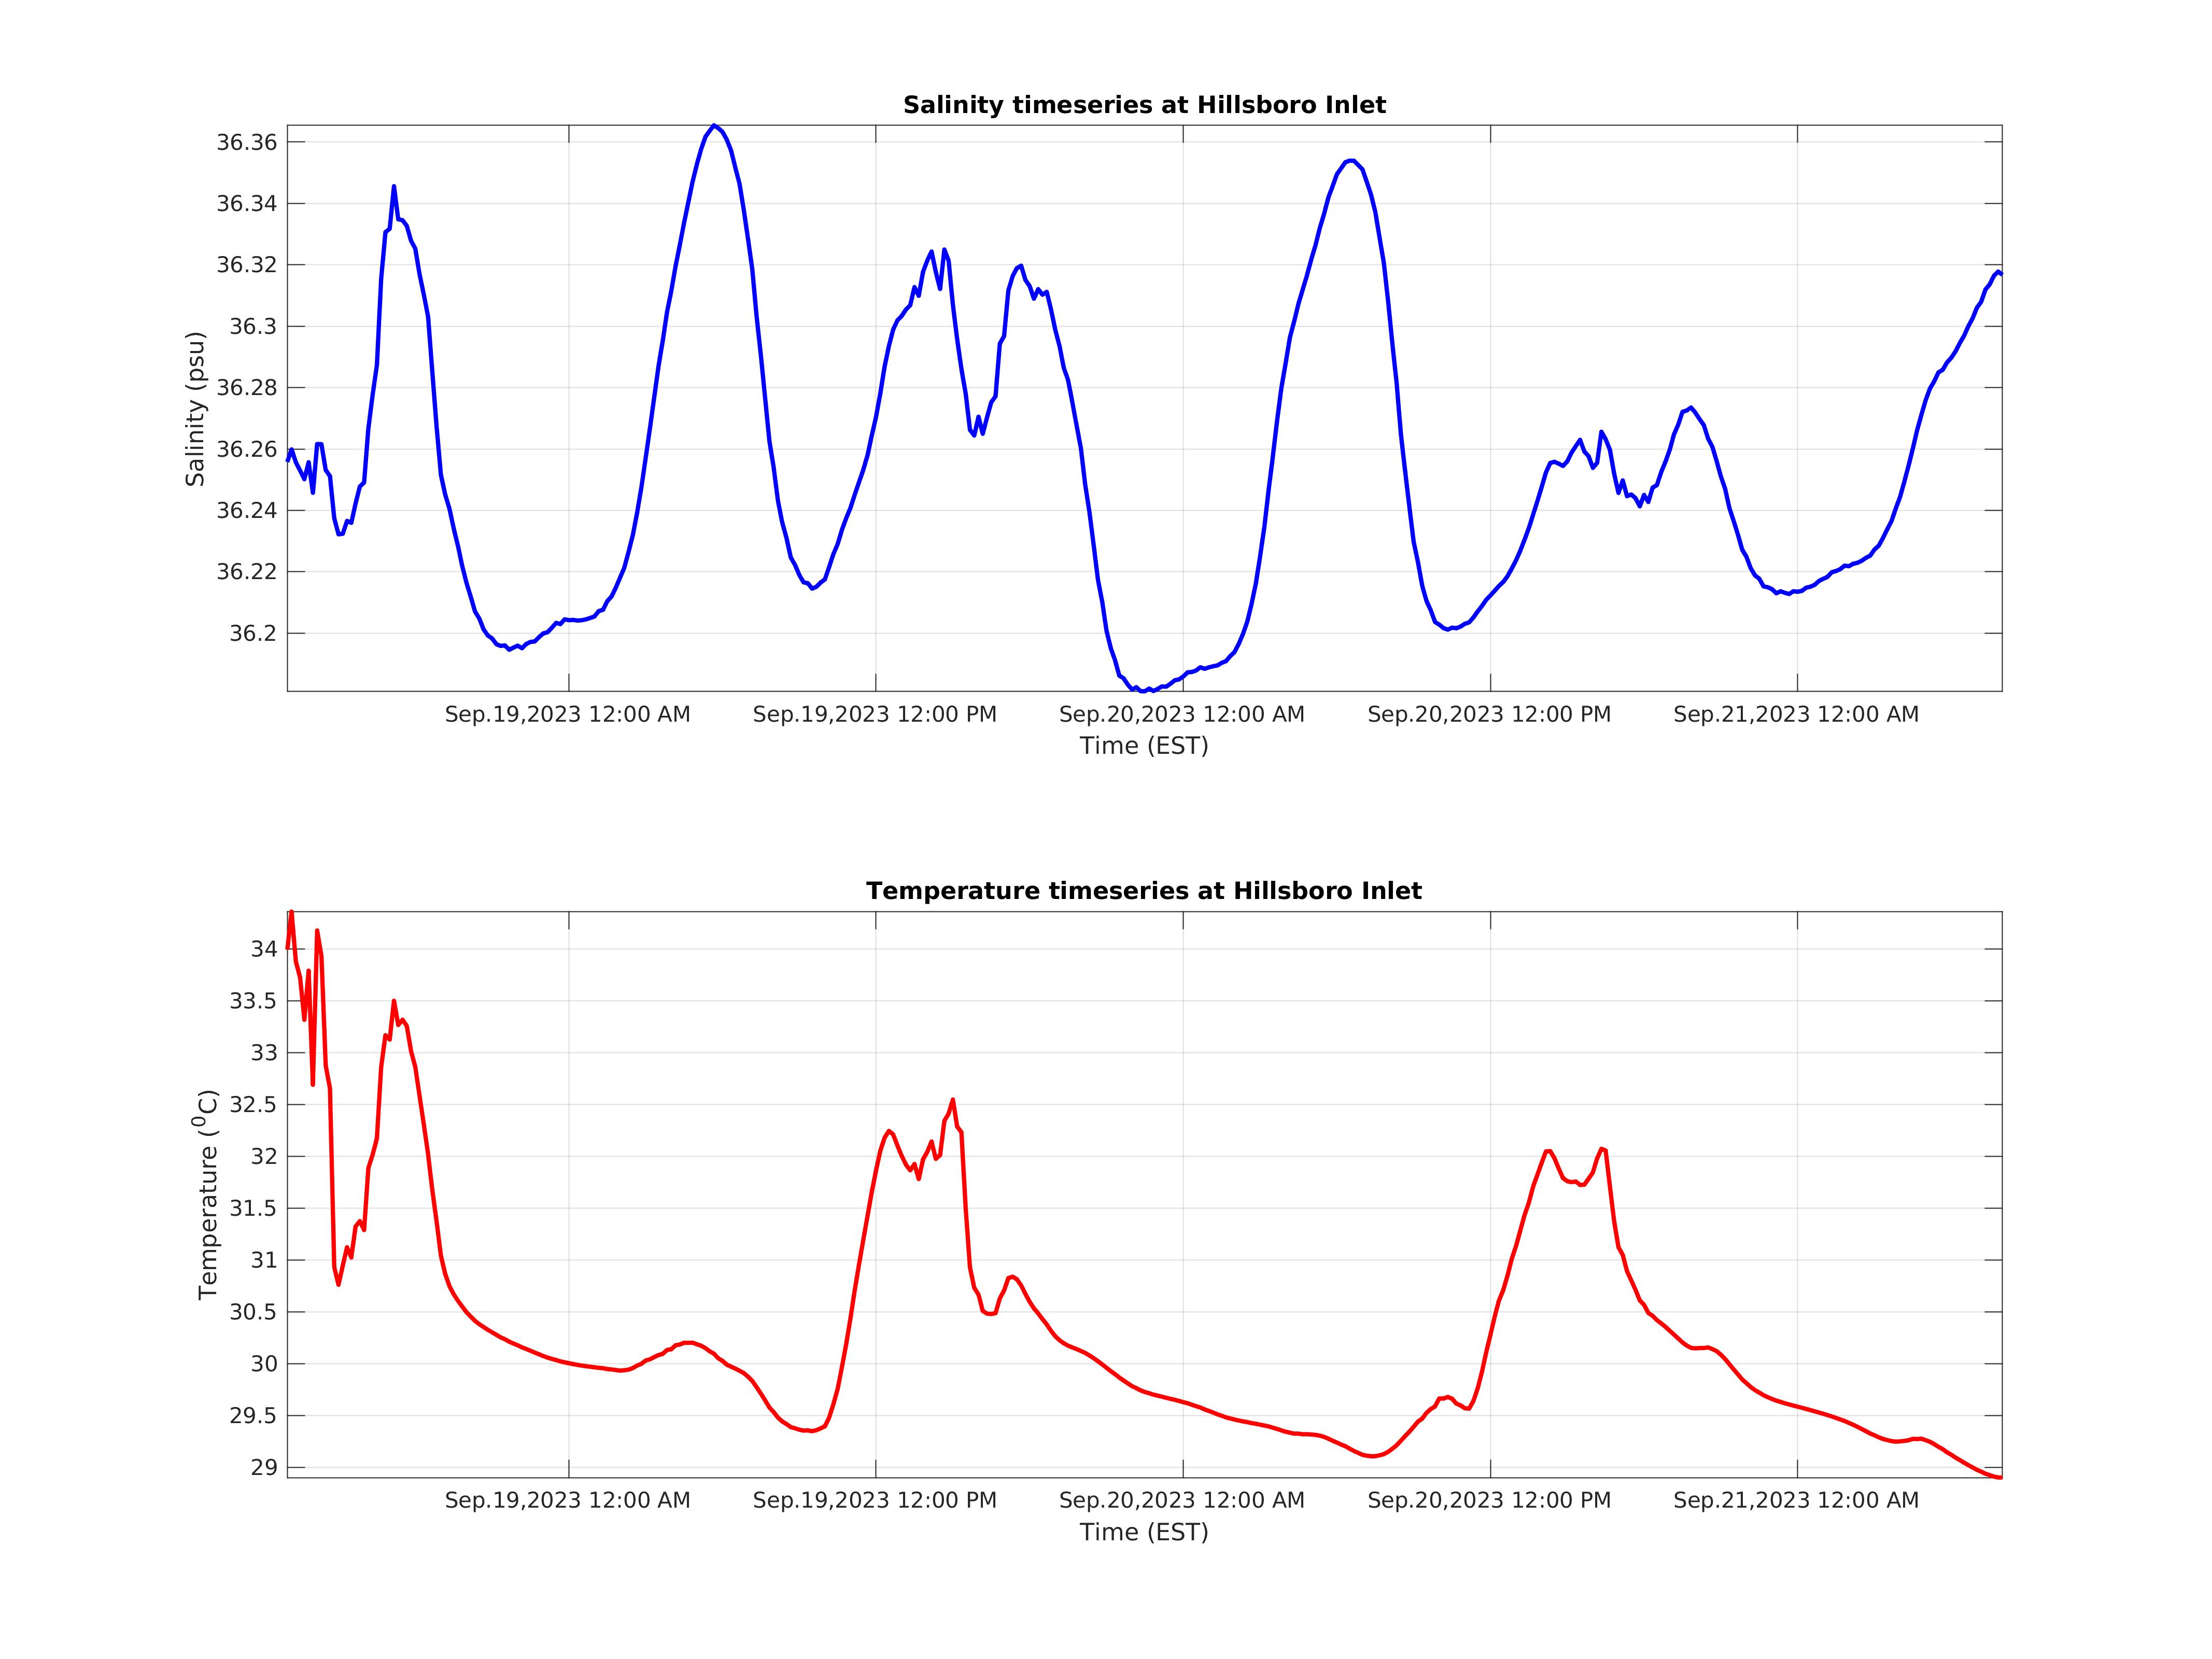 Salinity timeseries at Hillsboro Inlet
36.36
36.34
36.32
36.3
36.28
36.26
36.24
36.22
36.2
Salinity (psu)
Sep.19,2023 12:00 AM Sep.19,2023 12:00 PM Sep.20,2023 12:00 AM Sep.20,2023 12:00 PM Sep.21,2023 12:00 AM
Time (EST)
Temperature timeseries at Hillsboro Inlet
34
33.5
33
32.5
32
31.5
31
30.5
30
29.5
29
Temperature (⁰C)
Sep.19,2023 12:00 AM Sep.19,2023 12:00 PM Sep.20,2023 12:00 AM Sep.20,2023 12:00 PM Sep.21,2023 12:00 AM
Time (EST)